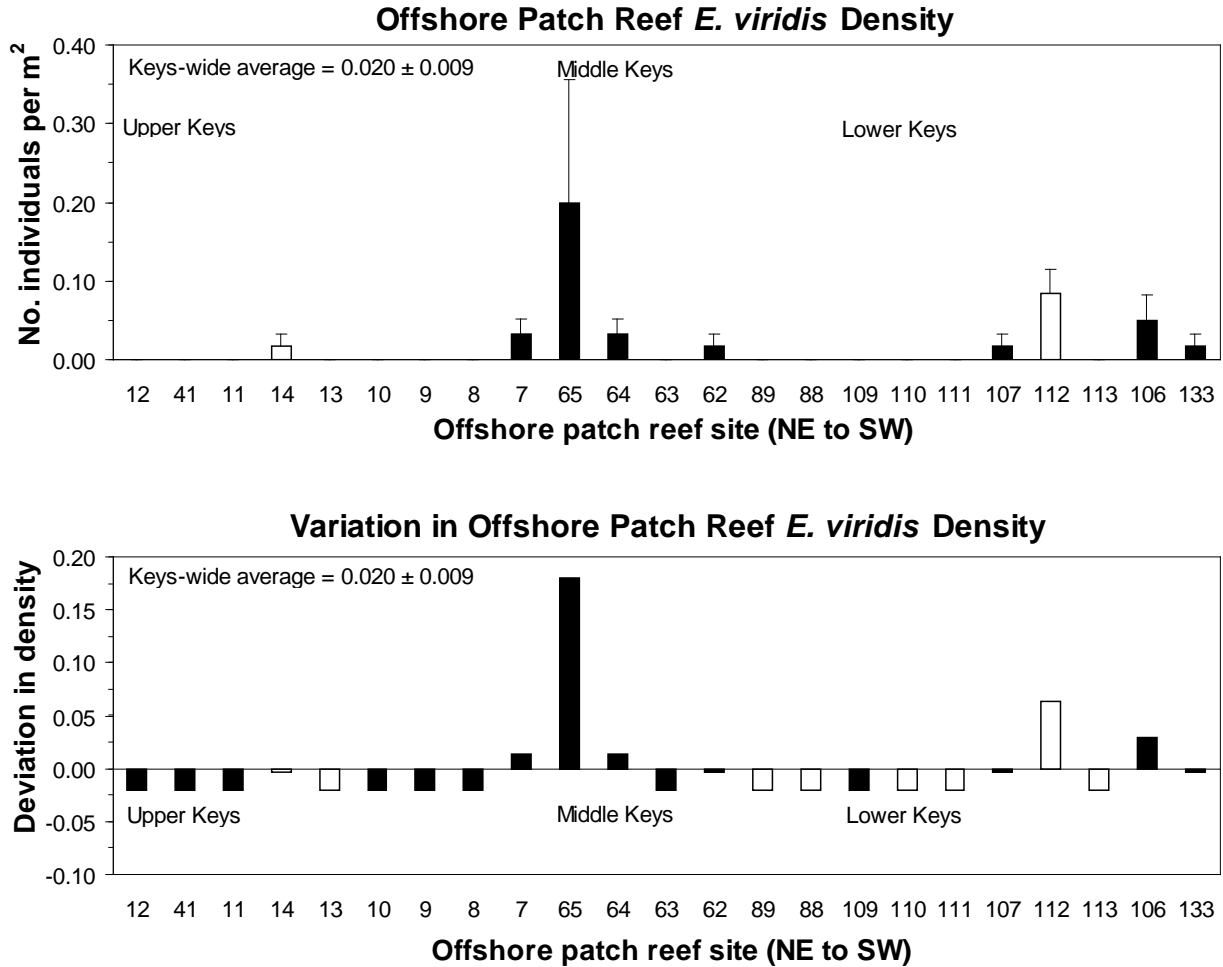 Offshore Patch Reef E. viridis Density
No. individuals per m²
0.40
0.30
0.20
0.10
0.00
Keys-wide average = 0.020 ± 0.009
Middle Keys
Upper Keys
Lower Keys
12 41 11 14 13 10 9 8 7 65 64 63 62 89 88 109 110 111 107 112 113 106 133
Offshore patch reef site (NE to SW)
Variation in Offshore Patch Reef E. viridis Density
Deviation in density
0.20
0.15
0.10
0.05
0.00
-0.05
-0.10
Keys-wide average = 0.020 ± 0.009
Upper Keys
Middle Keys
Lower Keys
12 41 11 14 13 10 9 8 7 65 64 63 62 89 88 109 110 111 107 112 113 106 133
Offshore patch reef site (NE to SW)